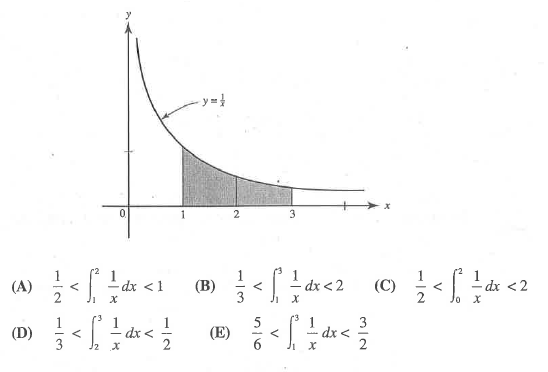 y
y = 1/x
x
0 1 2 3
(A) 1/2 < ∫₁² 1/x dx < 1 (B) 1/3 < ∫₁³ 1/x dx < 2 (C) 1/2 < ∫₀² 1/x dx < 2
(D) 1/3 < ∫₂³ 1/x dx < 1/2 (E) 5/6 < ∫₁³ 1/x dx < 3/2